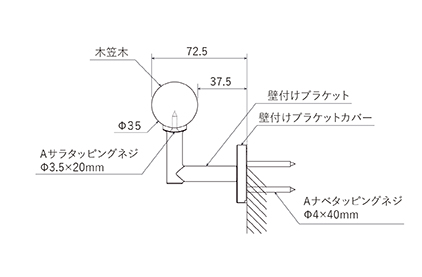 木笠木
72.5
37.5
壁付けブラケット
壁付けブラケットカバー
Φ35
Aサラタッピングネジ
Φ3.5×20mm
Aナベタッピングネジ
Φ4×40mm